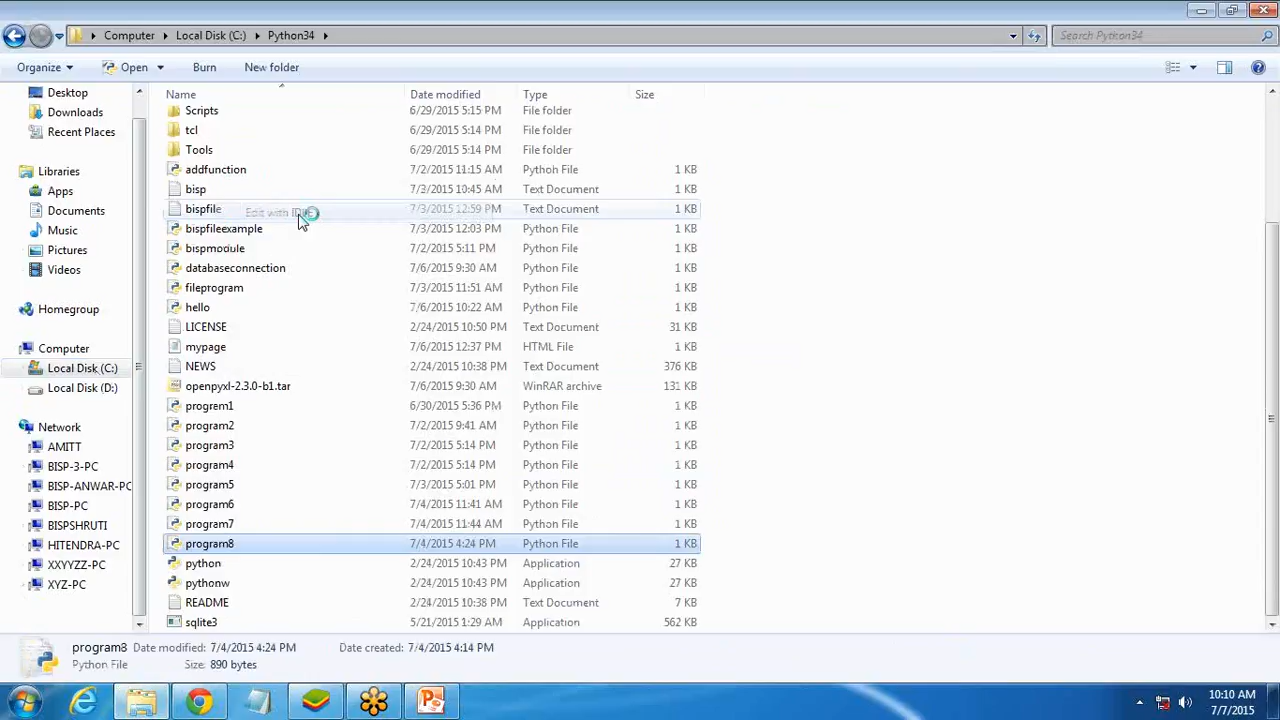 Computer Local Disk (C:) Python34
Search Python34
Organize Open Burn New folder
Name Date modified Type Size
Desktop
Downloads
Recent Places
Libraries
Apps
Documents
Music
Pictures
Videos
Homegroup
Computer
Local Disk (C:)
Local Disk (D:)
Network
AMITT
BISP-3-PC
BISP-ANWAR-PC
BISP-PC
BISPSHRUTI
HITENDRA-PC
XXYYZZ-PC
XYZ-PC
Scripts 6/29/2015 5:15 PM File folder
tcl 6/29/2015 5:14 PM File folder
Tools 6/29/2015 5:14 PM File folder
addfunction 7/2/2015 11:15 AM Python File 1 KB
bisp 7/3/2015 10:45 AM Text Document 1 KB
bispfile Edit with 7/3/2015 12:59 PM Text Document 1 KB
bispfileexample 7/3/2015 12:03 PM Python File 1 KB
bispmodule 7/2/2015 5:11 PM Python File 1 KB
databaseconnection 7/6/2015 9:30 AM Python File 1 KB
fileprogram 7/3/2015 11:51 AM Python File 1 KB
hello 7/6/2015 10:22 AM Python File 1 KB
LICENSE 2/24/2015 10:50 PM Text Document 31 KB
mypage 7/6/2015 12:37 PM HTML File 1 KB
NEWS 2/24/2015 10:38 PM Text Document 376 KB
openpyxl-2.3.0-b1.tar 7/6/2015 9:30 AM WinRAR archive 131 KB
progrem1 6/30/2015 5:36 PM Python File 1 KB
program2 7/2/2015 9:41 AM Python File 1 KB
program3 7/2/2015 5:14 PM Python File 1 KB
program4 7/2/2015 5:14 PM Python File 1 KB
program5 7/3/2015 5:01 PM Python File 1 KB
program6 7/4/2015 11:41 AM Python File 1 KB
program7 7/4/2015 11:44 AM Python File 1 KB
program8 7/4/2015 4:24 PM Python File 1 KB
python 2/24/2015 10:43 PM Application 27 KB
pythonw 2/24/2015 10:43 PM Application 27 KB
README 2/24/2015 10:38 PM Text Document 7 KB
sqlite3 5/21/2015 1:29 AM Application 562 KB
program8 Date modified: 7/4/2015 4:24 PM Date created: 7/4/2015 4:14 PM
Python File Size: 890 bytes
10:10 AM
7/7/2015